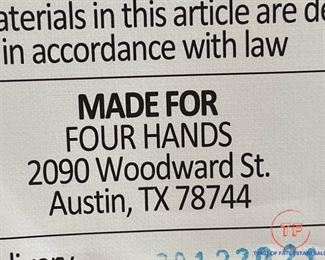 aterials in this article are de
in accordance with law
MADE FOR
FOUR HANDS
2090 Woodward St.
Austin, TX 78744
TP